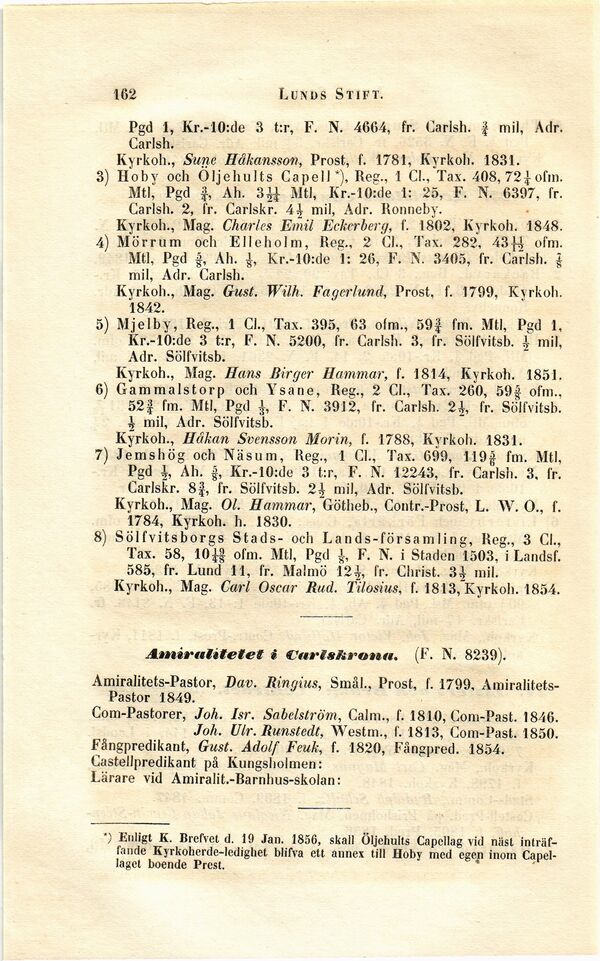 162 LUNDS STIFT.
Pgd 1, Kr.-10:de 3 t:r, F. N. 4664, fr. Carlsh. ¾ mil, Adr.
Carlsh.
Kyrkoh., Sune Håkansson, Prost, f. 1781, Kyrkoh. 1831.
3) Hoby och Öljehults Capell*), Reg., 1 Cl., Tax. 408, 72¼ ofm.
Mtl, Pgd ¾, Ah. 3 Mtl, Kr.-10:de 1: 25, F. N. 6397, fr.
Carlsh. 2, fr. Carlskr. 4½ mil, Adr. Ronneby.
Kyrkoh., Mag. Charles Emil Eckerberg, f. 1802, Kyrkoh. 1848.
4) Mörrum och Elleholm, Reg., 2 Cl., Tax. 282, 43 ofm.
Mtl, Pgd ⅝, Ah. ⅛, Kr.-10:de 1: 26, F. N. 3405, fr. Carlsh.
mil, Adr. Carlsh.
Kyrkoh., Mag. Gust. Wilh. Fagerlund, Prost, f. 1799, Kyrkoh.
1842.
5) Mjelby, Reg., 1 Cl., Tax. 395, 63 ofm., 59¾ fm. Mtl, Pgd 1,
Kr.-10:de 3 t:r, F. N. 5200, fr. Carlsh. 3, fr. Sölfvitsb. ½ mil,
Adr. Sölfvitsb.
Kyrkoh., Mag. Hans Birger Hammar, f. 1814, Kyrkoh. 1851.
6) Gammalstorp och Ysane, Reg., 2 Cl., Tax. 260, 59⅝ ofm.,
52¾ fm. Mtl, Pgd ½, F. N. 3912, fr. Carlsh. 2½, fr. Sölfvitsb.
½ mil, Adr. Sölfvitsb.
Kyrkoh., Håkan Svensson Morin, f. 1788, Kyrkoh. 1831.
7) Jemshög och Näsum, Reg., 1 Cl., Tax. 699, 119⅝ fm. Mtl,
Pgd ½, Ah. ⅝, Kr.-10:de 3 t:r, F. N. 12243, fr. Carlsh. 3, fr.
Carlskr. 8¾, fr. Sölfvitsb. 2½ mil, Adr. Sölfvitsb.
Kyrkoh., Mag. Ol. Hammar, Götheb., Contr.-Prost, L. W. O., f.
1784, Kyrkoh. h. 1830.
8) Sölfvitsborgs Stads- och Lands-församling, Reg., 3 Cl.,
Tax. 58, 10 ofm. Mtl, Pgd ⅛, F. N. i Staden 1503, i Landsf.
585, fr. Lund 11, fr. Malmö 12½, fr. Christ. 3½ mil.
Kyrkoh., Mag. Carl Oscar Rud. Tilosius, f. 1813, Kyrkoh. 1854.
Amiralitetet i Carlskrona. (F. N. 8239).
Amiralitets-Pastor, Dav. Ringius, Smål., Prost, f. 1799, Amiralitets-
Pastor 1849.
Com-Pastorer, Joh. Isr. Sabelström, Calm., f. 1810, Com-Past. 1846.
Joh. Ulr. Runstedt, Westm., f. 1813, Com-Past. 1850.
Fångpredikant, Gust. Adolf Feuk, f. 1820, Fångpred. 1854.
Castellpredikant på Kungsholmen:
Lärare vid Amiralit.-Barnhus-skolan:
*) Enligt K. Brefvet d. 19 Jan. 1856, skall Öljehults Capellag vid näst inträf-
fande Kyrkoherde-ledighet blifva ett annex till Hoby med egen inom Capel-
laget boende Prest.